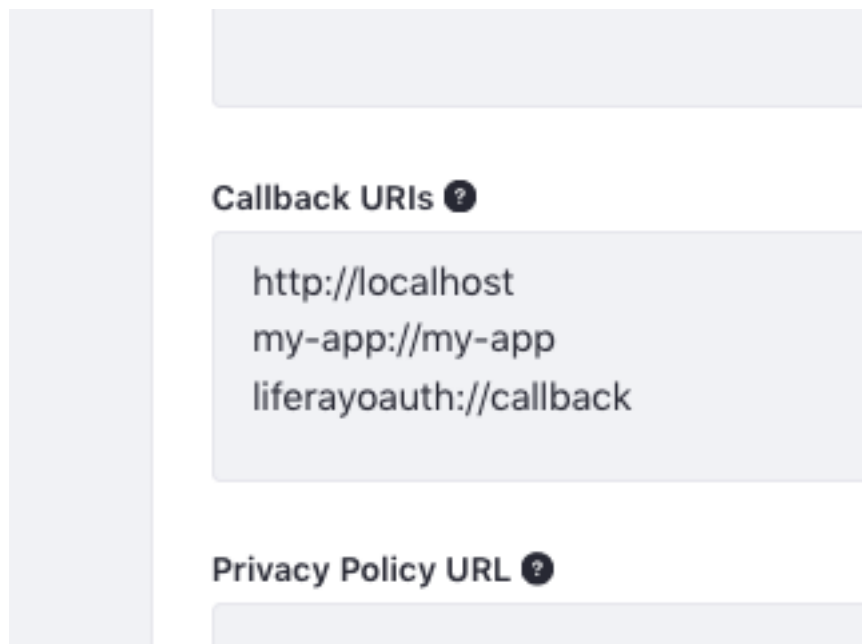 Callback URIs ?
http://localhost
my-app://my-app
liferayoauth://callback
Privacy Policy URL ?